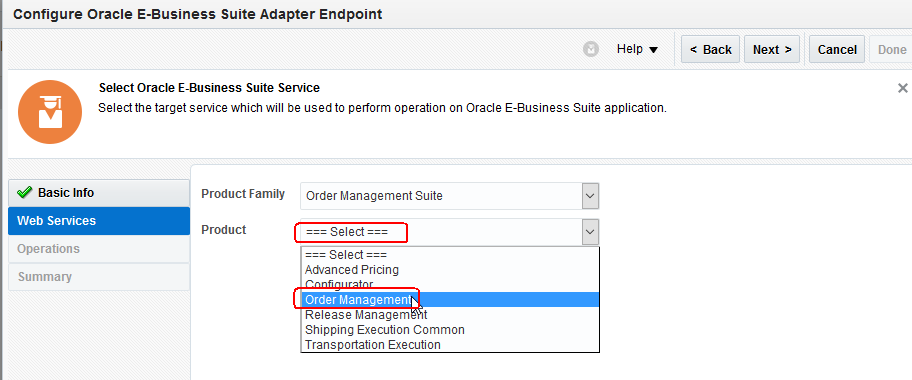 Configure Oracle E-Business Suite Adapter Endpoint
Help
< Back
Next >
Cancel
Done
Select Oracle E-Business Suite Service
Select the target service which will be used to perform operation on Oracle E-Business Suite application.
Basic Info
Web Services
Operations
Summary
Product Family
Order Management Suite
Product
=== Select ===
=== Select ===
Advanced Pricing
Configurator
Order Management
Release Management
Shipping Execution Common
Transportation Execution